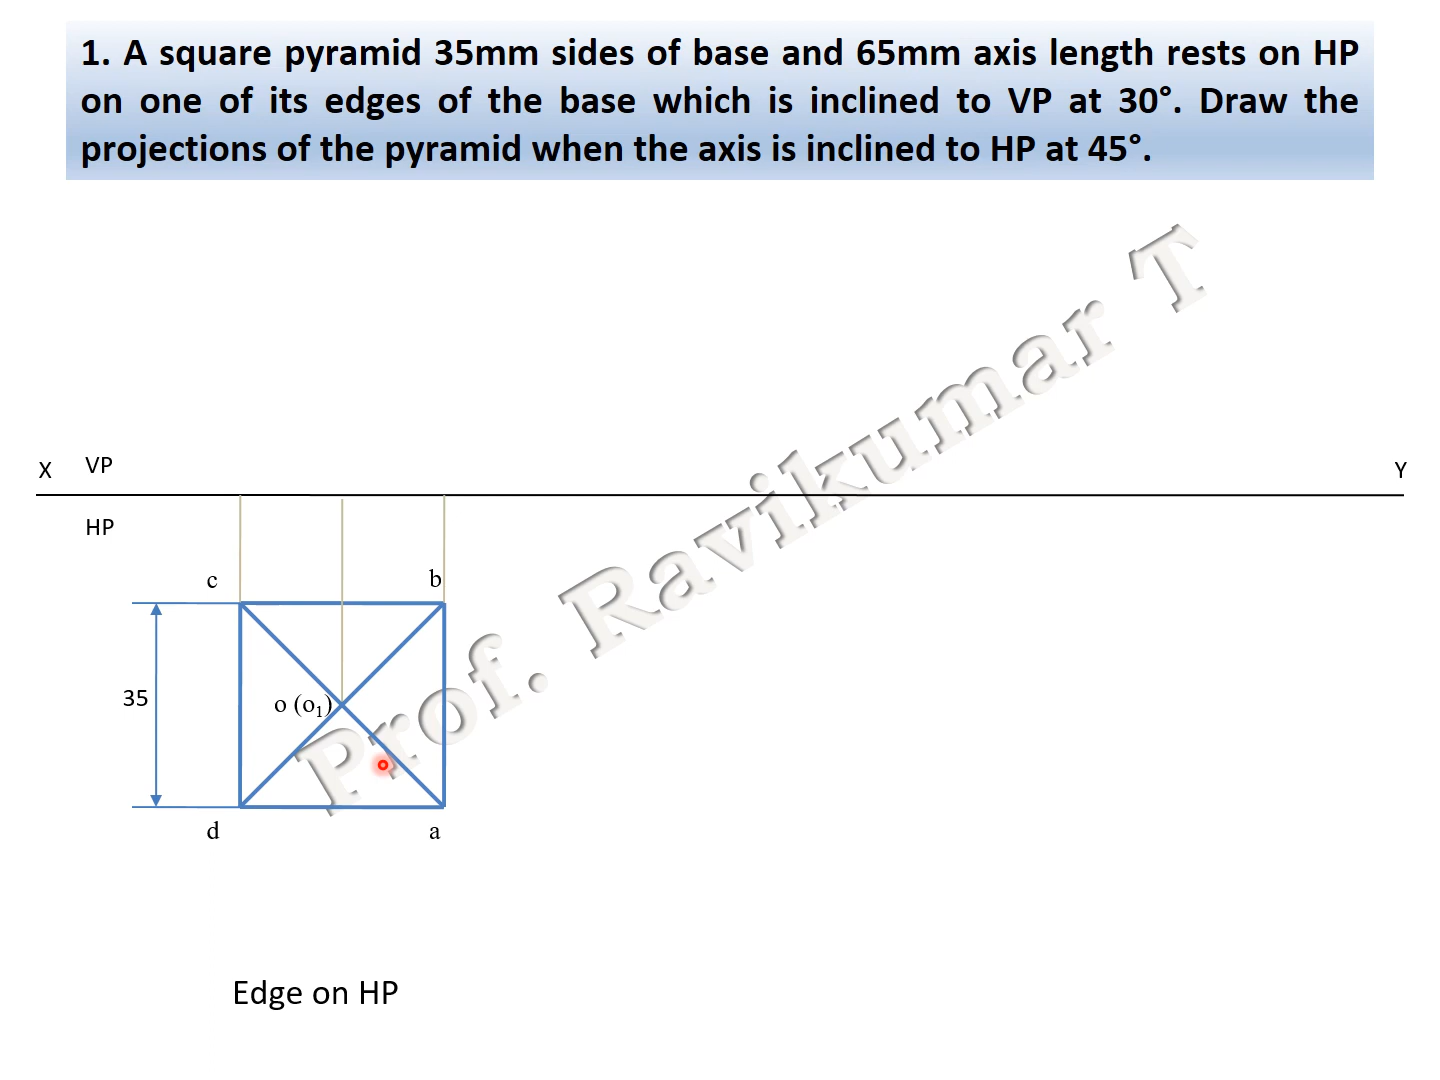 1. A square pyramid 35mm sides of base and 65mm axis length rests on HP
on one of its edges of the base which is inclined to VP at 30°. Draw the
projections of the pyramid when the axis is inclined to HP at 45°.
Prof. Ravikumar T
X VP Y
HP
c b
35 o (o₁)
d a
Edge on HP